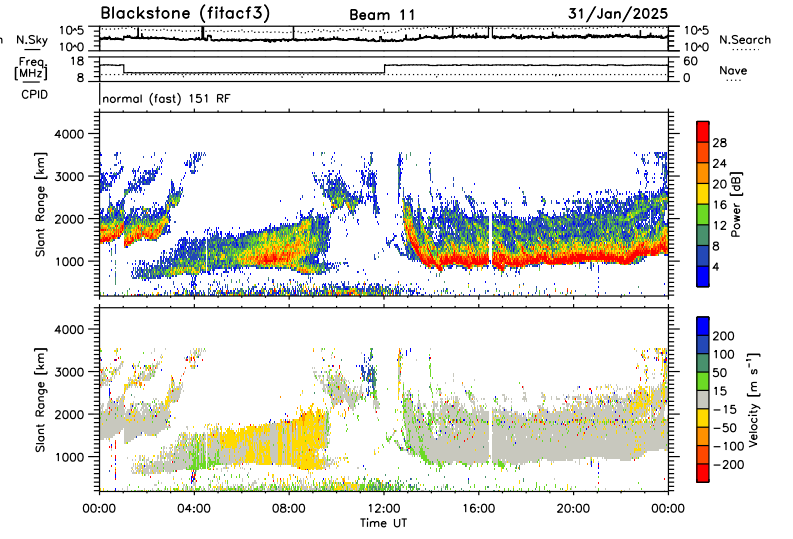 Blackstone (fitacf3) Beam 11 31/Jan/2025
n N.Sky 10^5 10^0 10^5 10^0 N.Search
Freq. [MHz] 18 8 60 0 Nave
CPID normal (fast) 151 RF
Slant Range [km]
4000
3000
2000
1000
28
24
20
16
12
8
4
Power [dB]
Slant Range [km]
4000
3000
2000
1000
200
100
50
15
-15
-50
-100
-200
Velocity [m s⁻¹]
00:00 04:00 08:00 12:00 16:00 20:00 00:00
Time UT